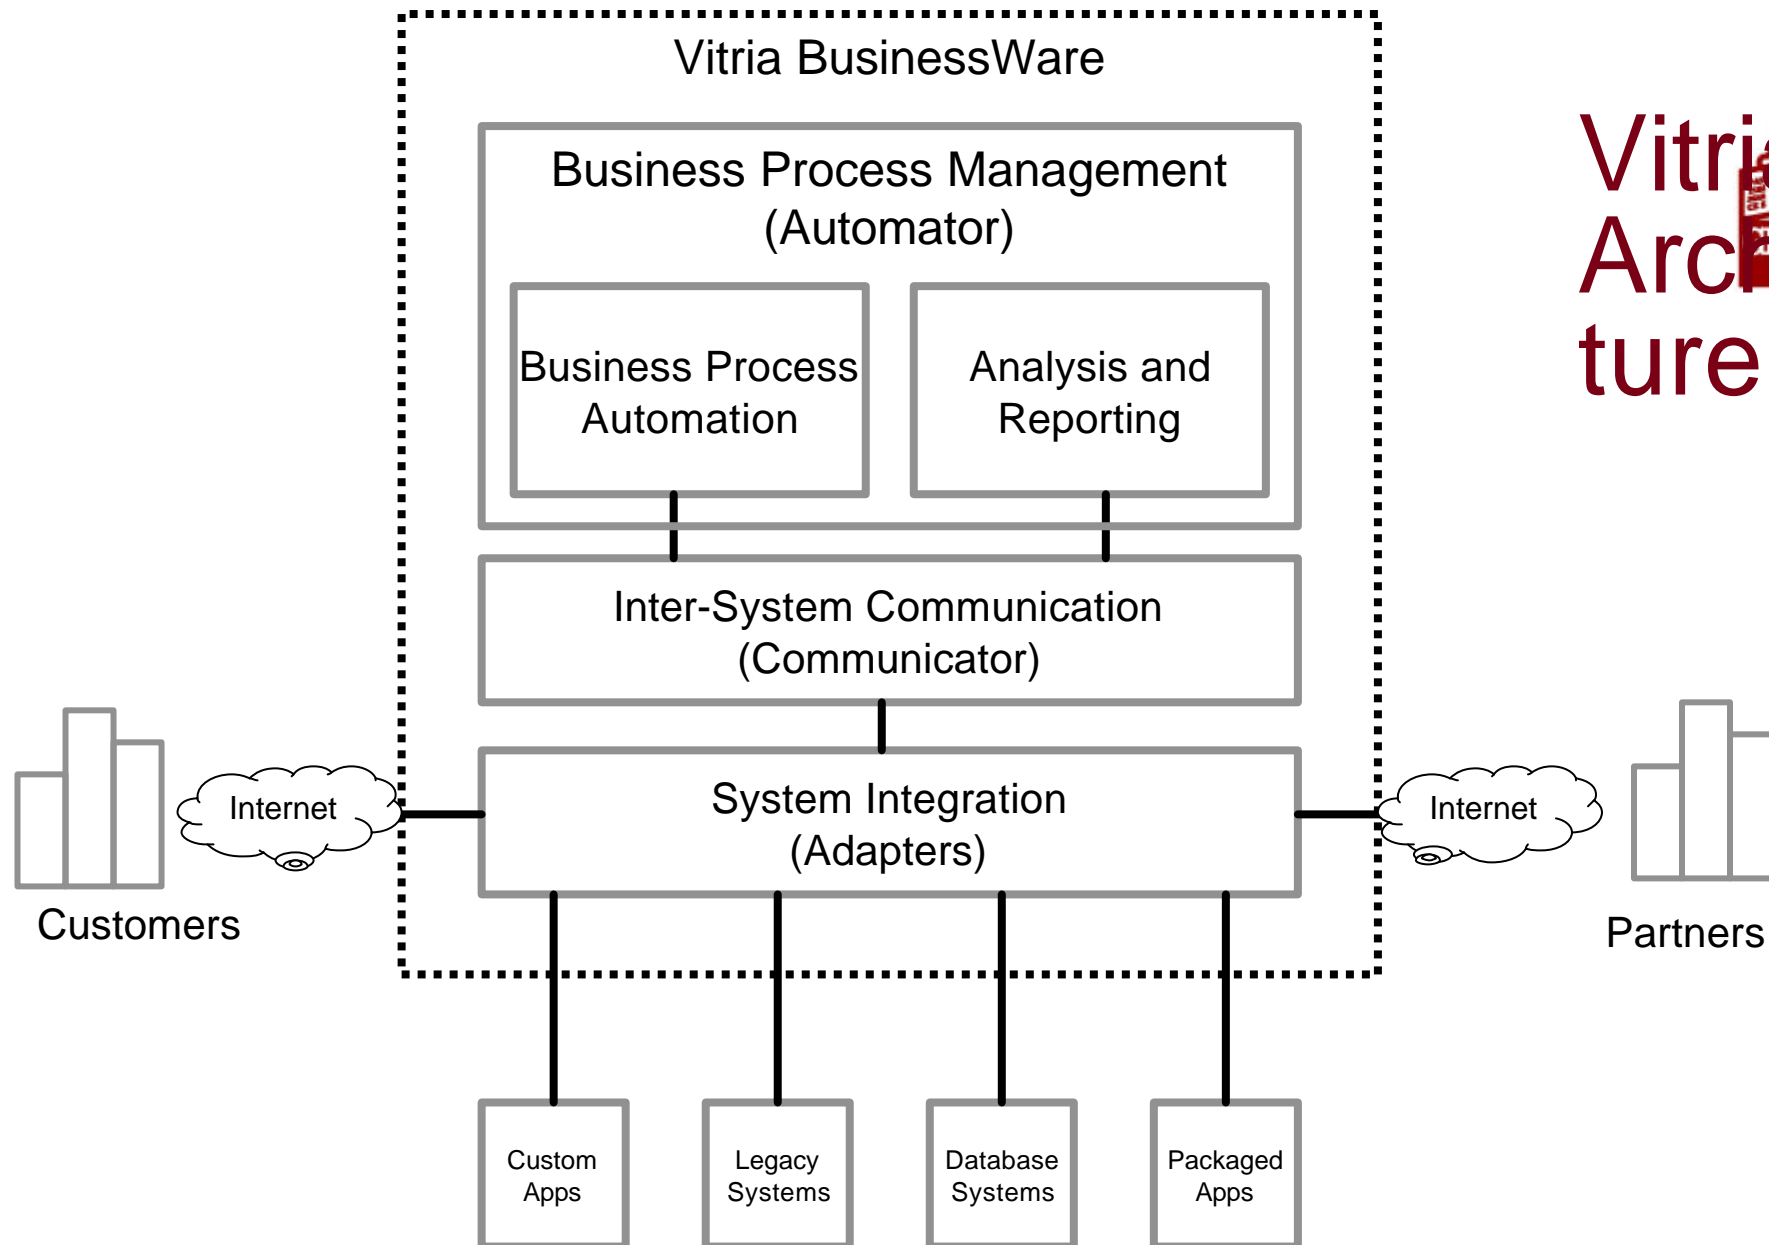 Vitria BusinessWare
Business Process Management
(Automator)
Business Process
Automation
Analysis and
Reporting
Inter-System Communication
(Communicator)
System Integration
(Adapters)
Internet
Internet
Customers
Partners
Custom
Apps
Legacy
Systems
Database
Systems
Packaged
Apps
Vitria
ture